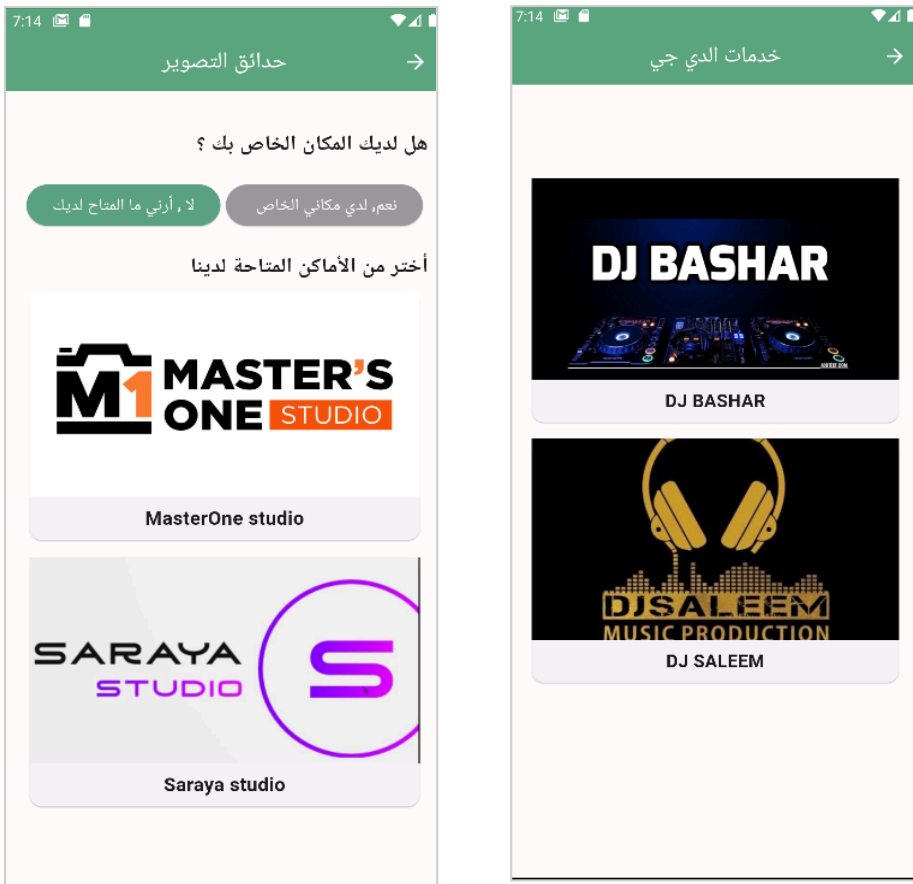 7:14
حدائق التصوير
هل لديك المكان الخاص بك ؟
نعم, لدي مكاني الخاص
لا , أرني ما المتاح لديك
أختر من الأماكن المتاحة لدينا
M1 MASTER'S
ONE STUDIO
MasterOne studio
SARAYA
STUDIO
S
Saraya studio
7:14
خدمات الدي جي
DJ BASHAR
DJ BASHAR
DJSALEEM
MUSIC PRODUCTION
DJ SALEEM